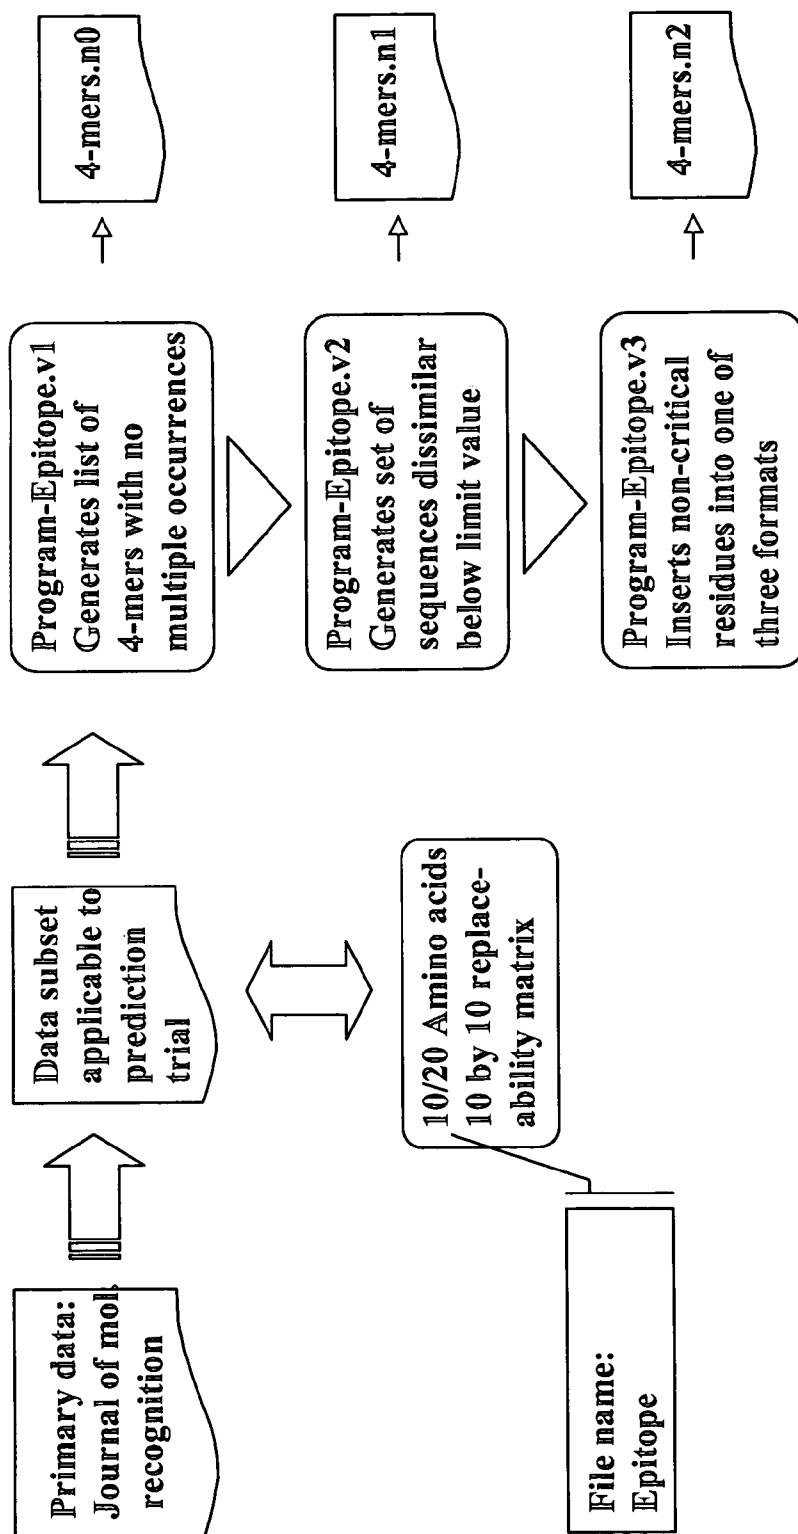 Primary data:
Journal of mol.
recognition
Data subset
applicable to
prediction
trial
Program-Epitope.v1
Generates list of
4-mers with no
multiple occurrences
4-mers.n0
Program-Epitope.v2
Generates set of
sequences dissimilar
below limit value
4-mers.n1
10/20 Amino acids
10 by 10 replace-
ability matrix
File name:
Epitope
Program-Epitope.v3
Inserts non-critical
residues into one of
three formats
4-mers.n2